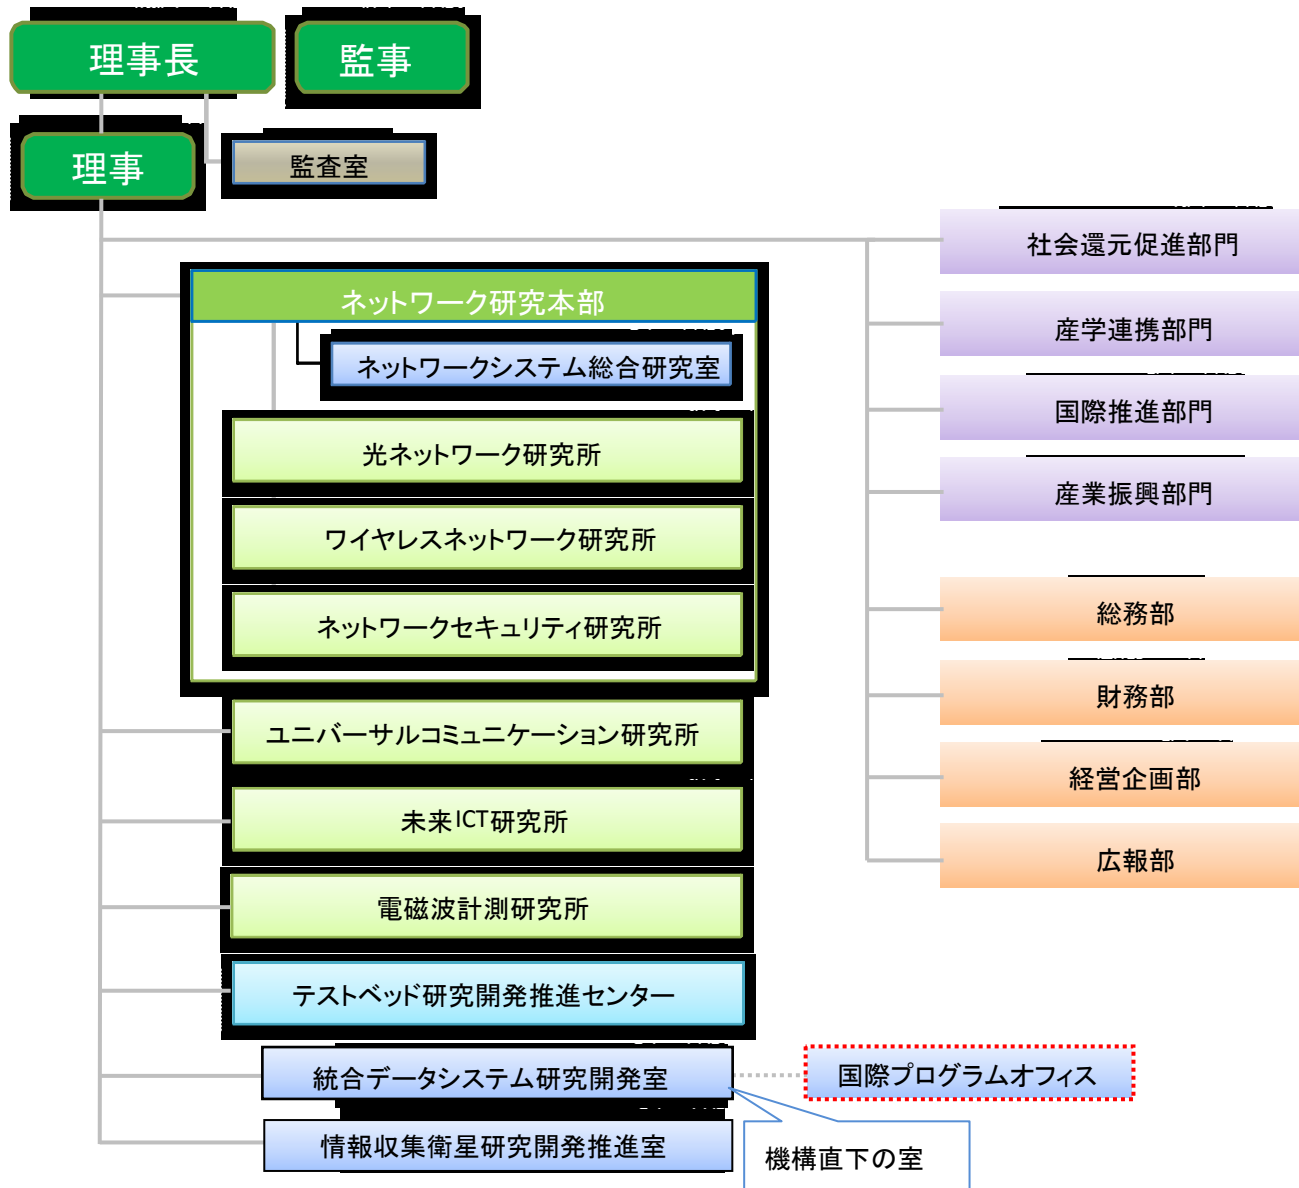 理事長
監事
理事
監査室
ネットワーク研究本部
ネットワークシステム総合研究室
光ネットワーク研究所
ワイヤレスネットワーク研究所
ネットワークセキュリティ研究所
ユニバーサルコミュニケーション研究所
未来ICT研究所
電磁波計測研究所
テストベッド研究開発推進センター
統合データシステム研究開発室
国際プログラムオフィス
情報収集衛星研究開発推進室
機構直下の室
社会還元促進部門
産学連携部門
国際推進部門
産業振興部門
総務部
財務部
経営企画部
広報部